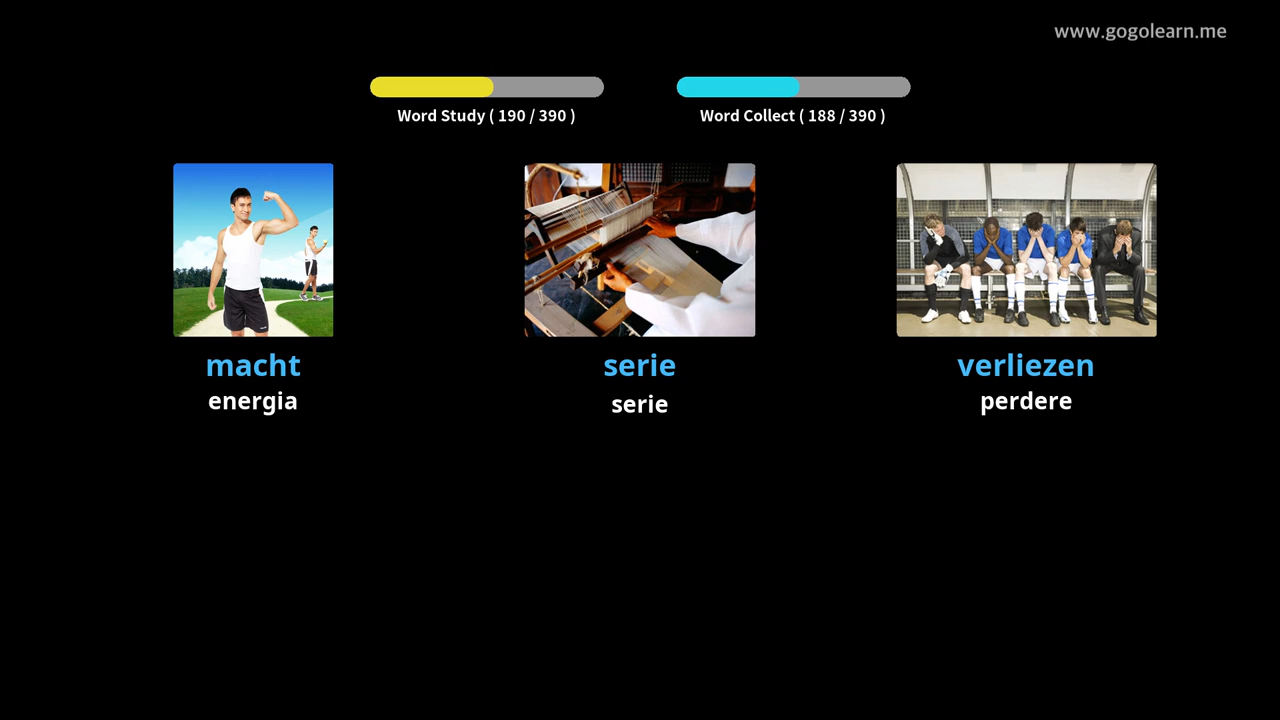 www.gogolearn.me
Word Study ( 190 / 390 )
Word Collect ( 188 / 390 )
macht
energia
serie
serie
verliezen
perdere